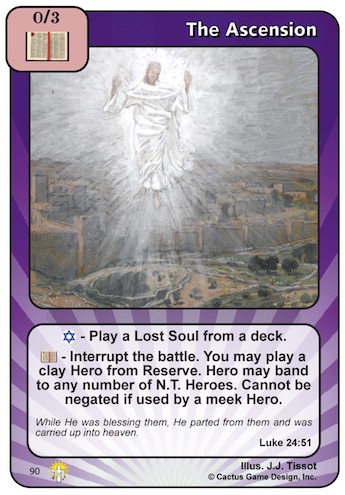 0/3
The Ascension
- Play a Lost Soul from a deck.
- Interrupt the battle. You may play a
clay Hero from Reserve. Hero may band
to any number of N.T. Heroes. Cannot be
negated if used by a meek Hero.
While He was blessing them, He parted from them and was
carried up into heaven.
Luke 24:51
90
Illus. J.J. Tissot
© Cactus Game Design, Inc.